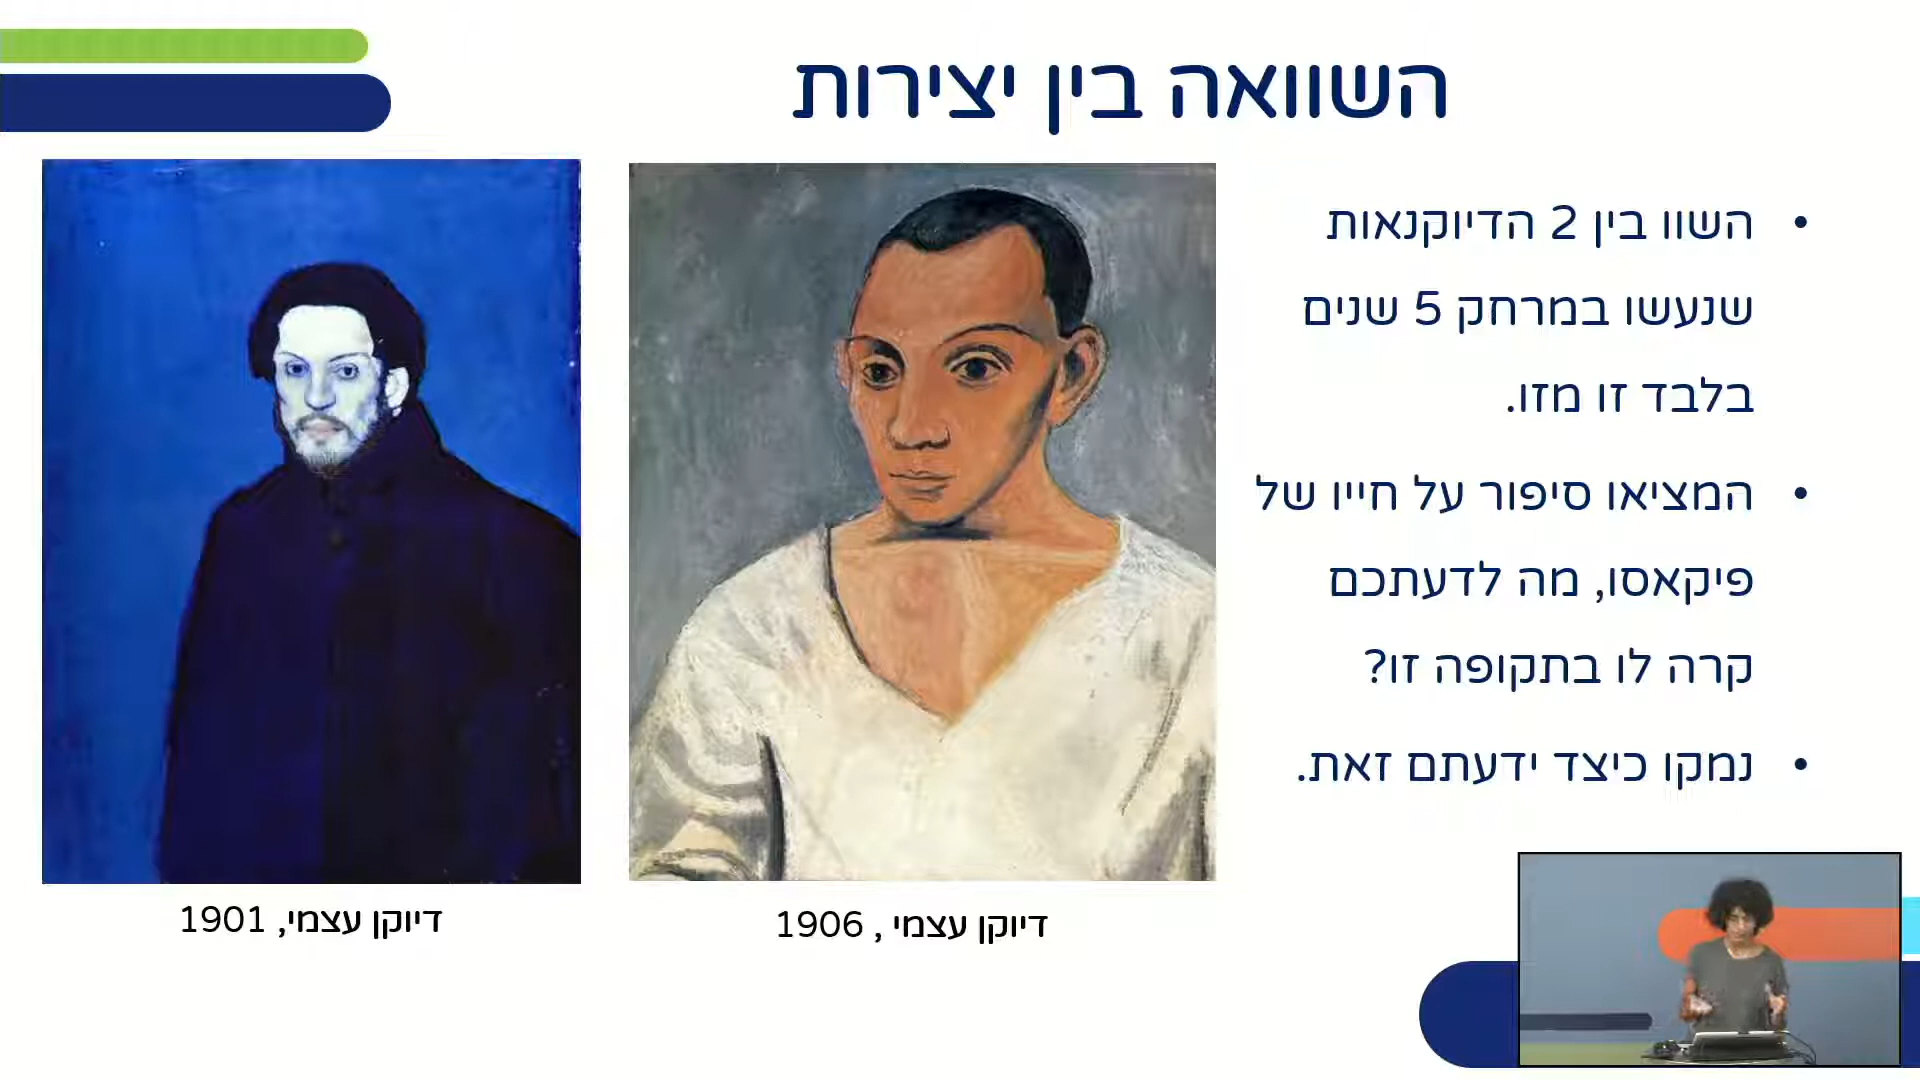 השוואה בין יצירות
השוו בין 2 הדיוקנאות
שנעשו במרחק 5 שנים
בלבד זו מזו.
המציאו סיפור על חייו של
פיקאסו, מה לדעתכם
קרה לו בתקופה זו?
נמקו כיצד ידעתם זאת.
דיוקן עצמי , 1906
דיוקן עצמי, 1901